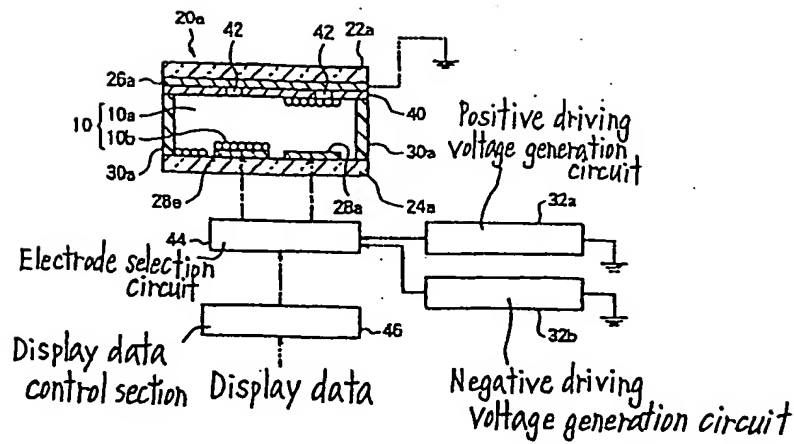 20a
42
42
22a
26a
40
10
10a
10b
30a
30a
28e
28a
24a
Positive driving
voltage generation
circuit
32a
44
Electrode selection
circuit
32b
46
Display data
control section
Display data
Negative driving
voltage generation circuit